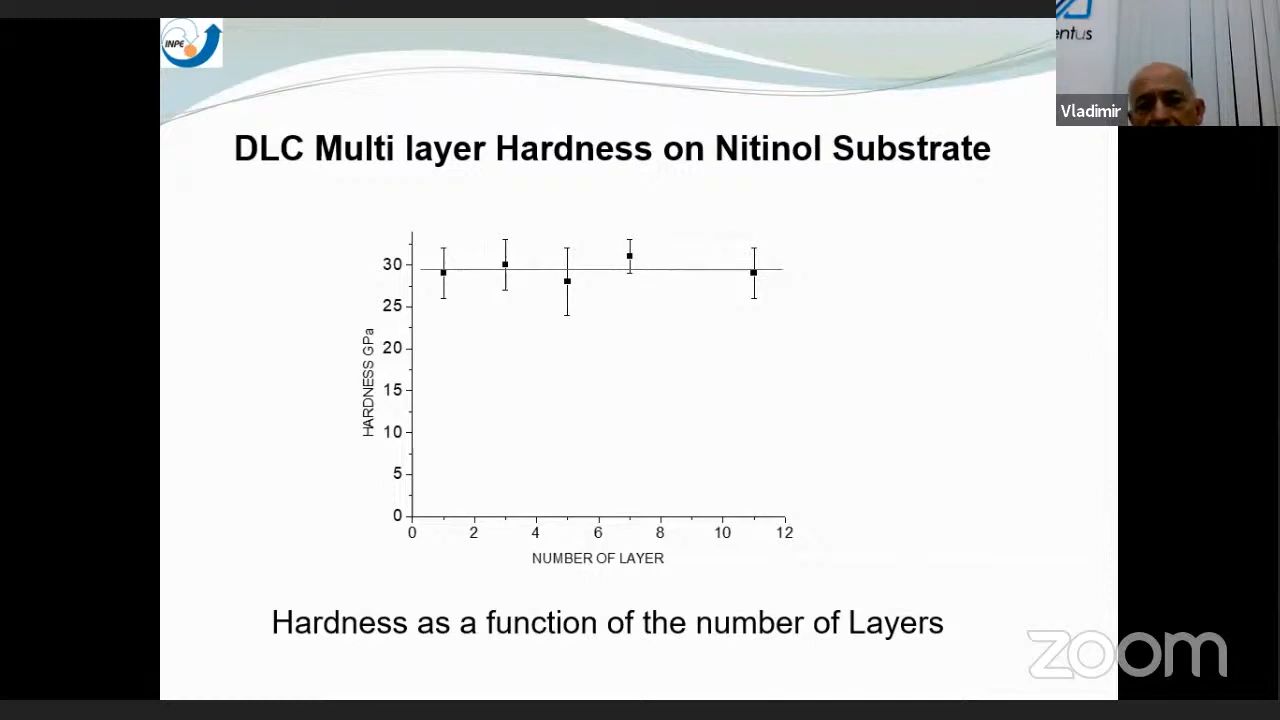 INPE
entus
Vladimir
DLC Multi layer Hardness on Nitinol Substrate
30
25
20
15
10
5
0
HARDNESS GPa
0 2 4 6 8 10 12
NUMBER OF LAYER
Hardness as a function of the number of Layers
zoom